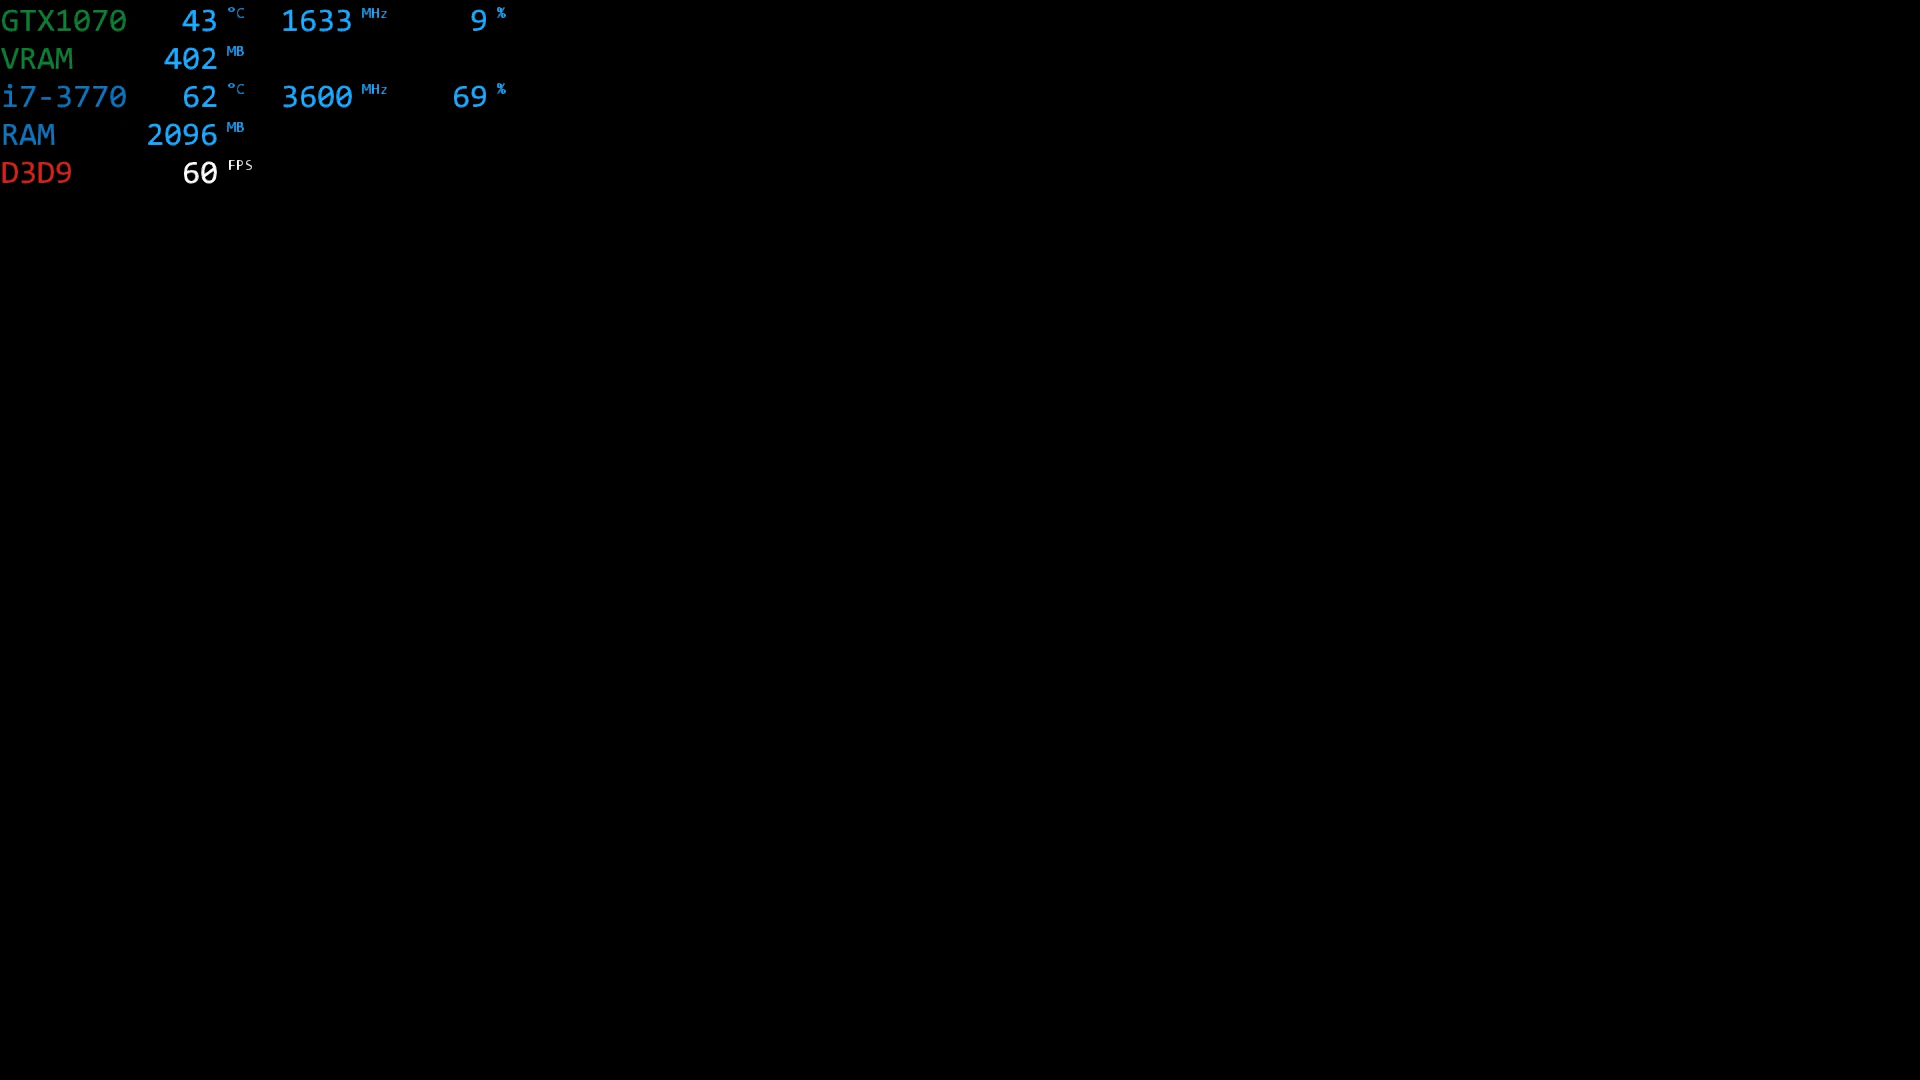 GTX1070 43 °C 1633 MHz 9 %
VRAM 402 MB
i7-3770 62 °C 3600 MHz 69 %
RAM 2096 MB
D3D9 60 FPS